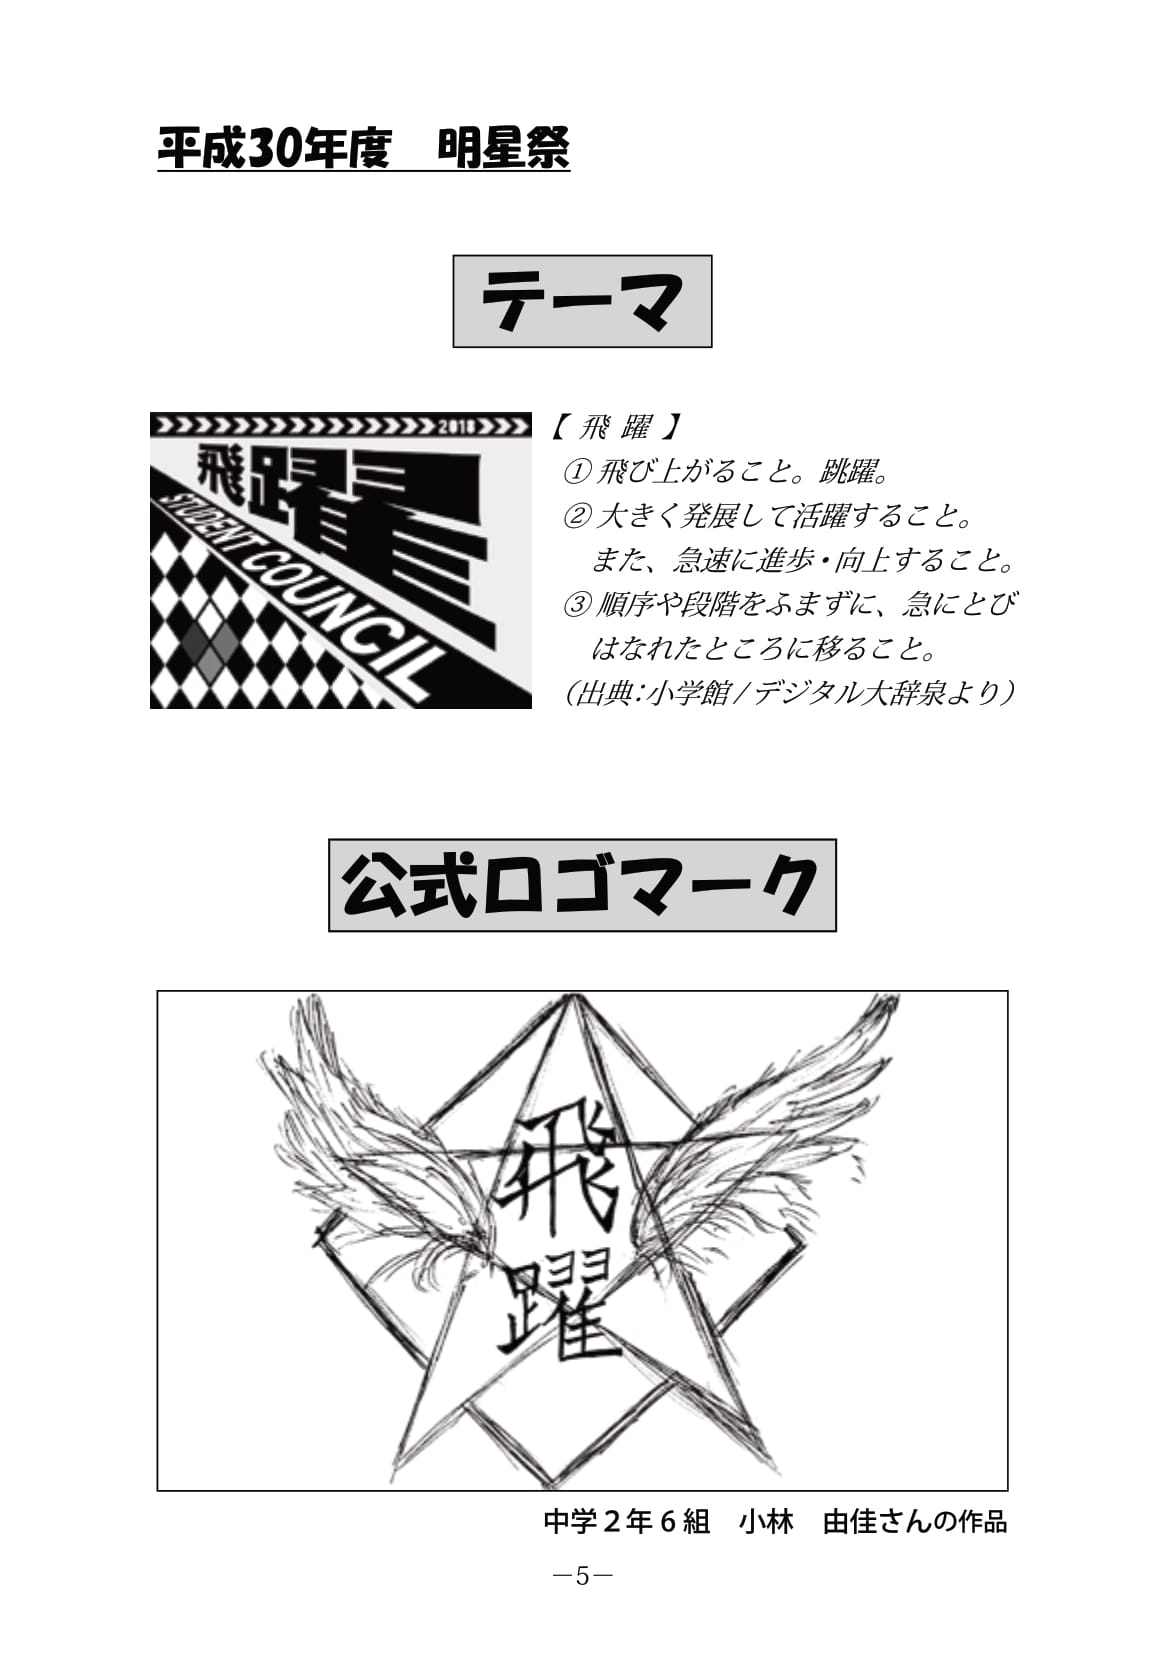 平成30年度　明星祭
テーマ
2018
飛躍
STUDENT COUNCIL
【 飛 躍 】
① 飛び上がること。跳躍。
② 大きく発展して活躍すること。
また、急速に進歩・向上すること。
③ 順序や段階をふまずに、急にとび
はなれたところに移ること。
（出典：小学館 / デジタル大辞泉より）
公式ロゴマーク
飛
躍
中学２年６組　小林　由佳さんの作品
－5－